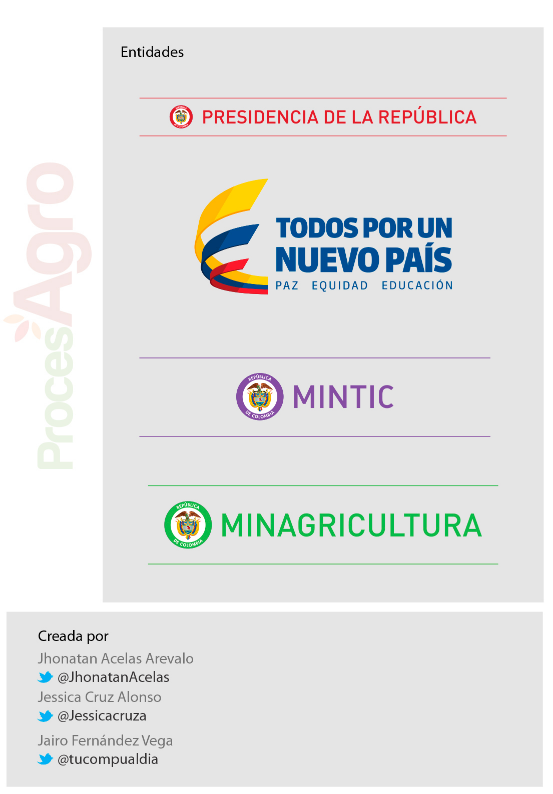 Entidades
PRESIDENCIA DE LA REPÚBLICA
TODOS POR UN
NUEVO PAÍS
PAZ EQUIDAD EDUCACIÓN
REPÚBLICA
DE COLOMBIA
MINTIC
REPÚBLICA
DE COLOMBIA
MINAGRICULTURA
ProcesAgro
Creada por
Jhonatan Acelas Arevalo
@JhonatanAcelas
Jessica Cruz Alonso
@Jessicacruza
Jairo Fernández Vega
@tucompualdia